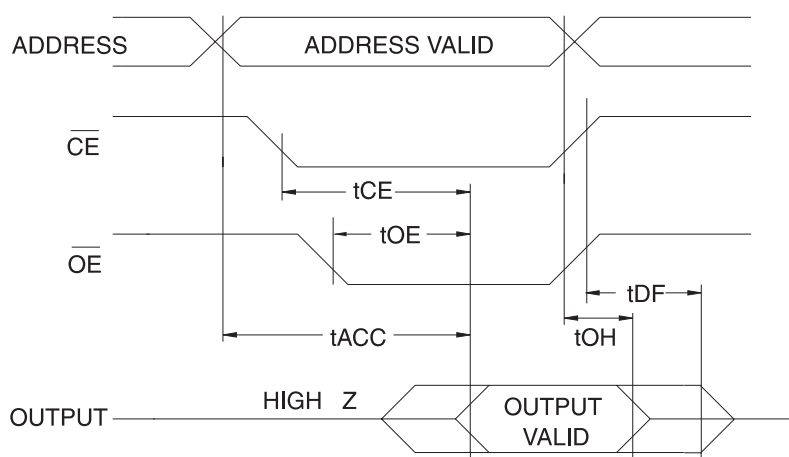 ADDRESS
ADDRESS VALID
CE
tCE
tOE
OE
tDF
tACC
tOH
HIGH Z
OUTPUT
OUTPUT
VALID